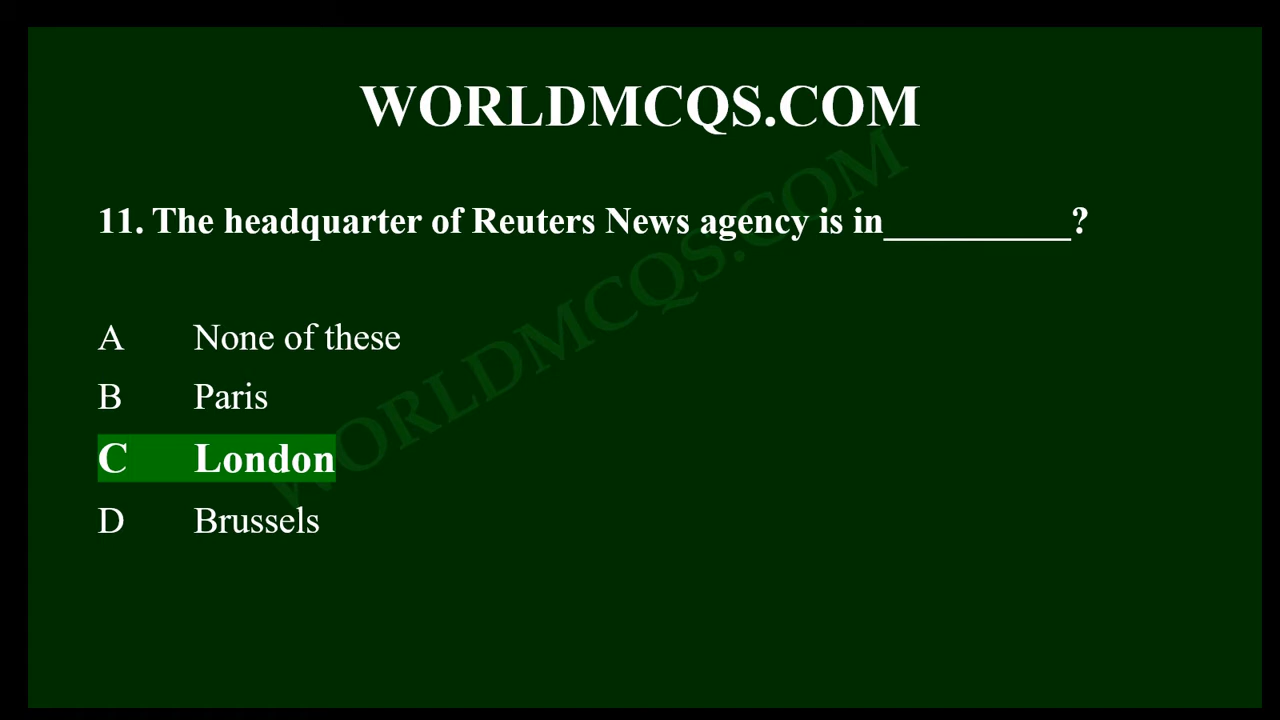 WORLDMCQS.COM
11. The headquarter of Reuters News agency is in__________?
A None of these
B Paris
C London
D Brussels
WORLDMCQS.COM